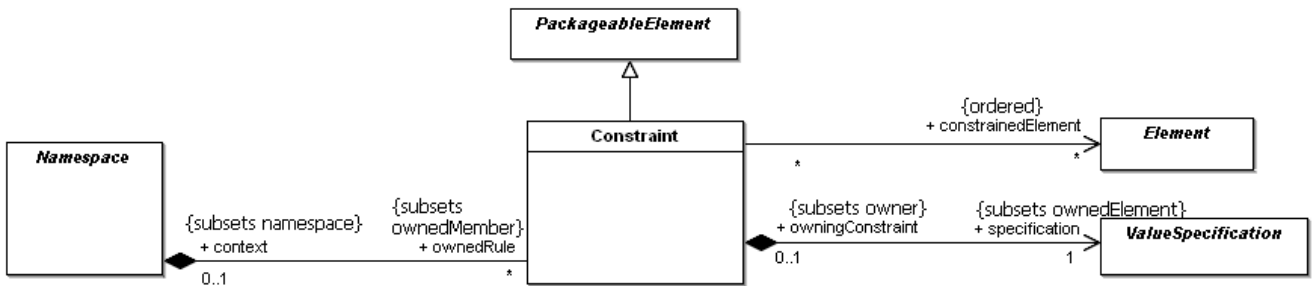 PackageableElement
Constraint
Namespace
{subsets namespace}
+ context
0..1
{subsets
ownedMember}
+ ownedRule
*
{ordered}
+ constrainedElement
*
*
Element
{subsets owner}
+ owningConstraint
0..1
{subsets ownedElement}
+ specification
1
ValueSpecification